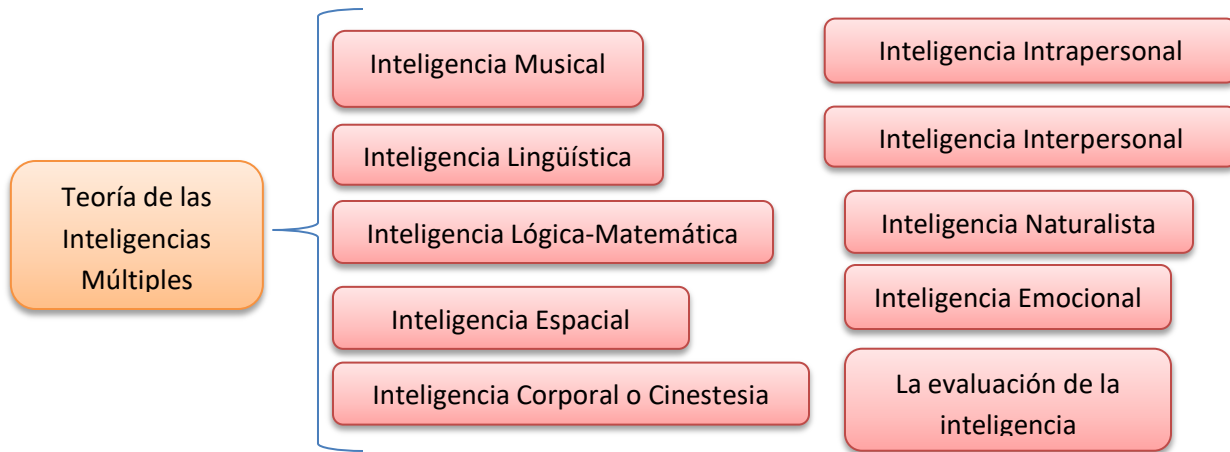 Teoría de las
Inteligencias
Múltiples
Inteligencia Musical
Inteligencia Lingüística
Inteligencia Lógica-Matemática
Inteligencia Espacial
Inteligencia Corporal o Cinestesia
Inteligencia Intrapersonal
Inteligencia Interpersonal
Inteligencia Naturalista
Inteligencia Emocional
La evaluación de la
inteligencia